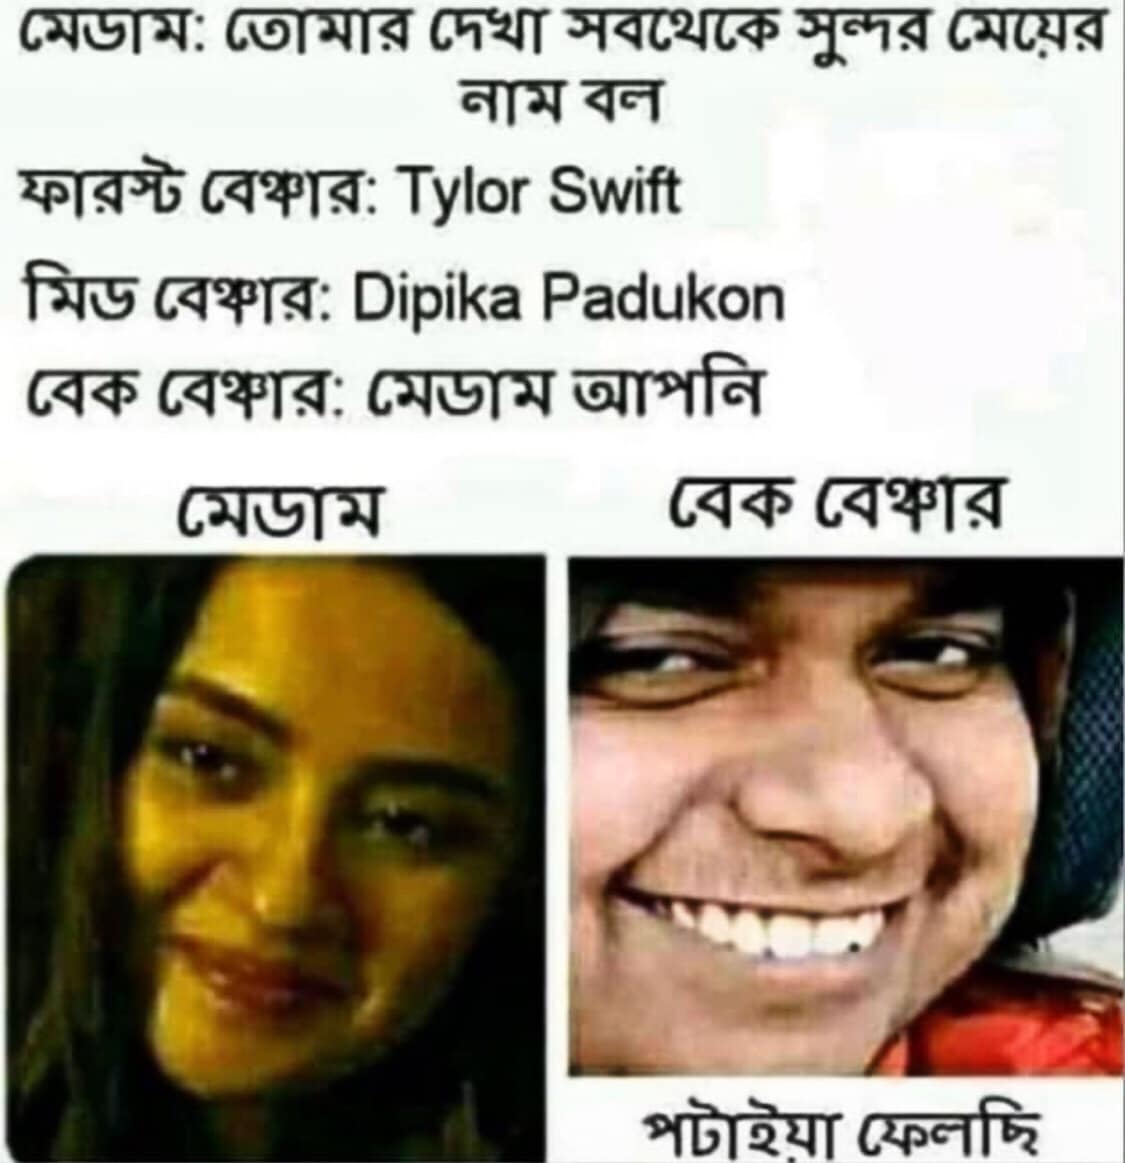 মেডাম: তোমার দেখা সবথেকে সুন্দর মেয়ের
নাম বল
ফারস্ট বেঞ্চার: Tylor Swift
মিড বেঞ্চার: Dipika Padukon
বেক বেঞ্চার: মেডাম আপনি
মেডাম
বেক বেঞ্চার
পটাইয়া ফেলছি